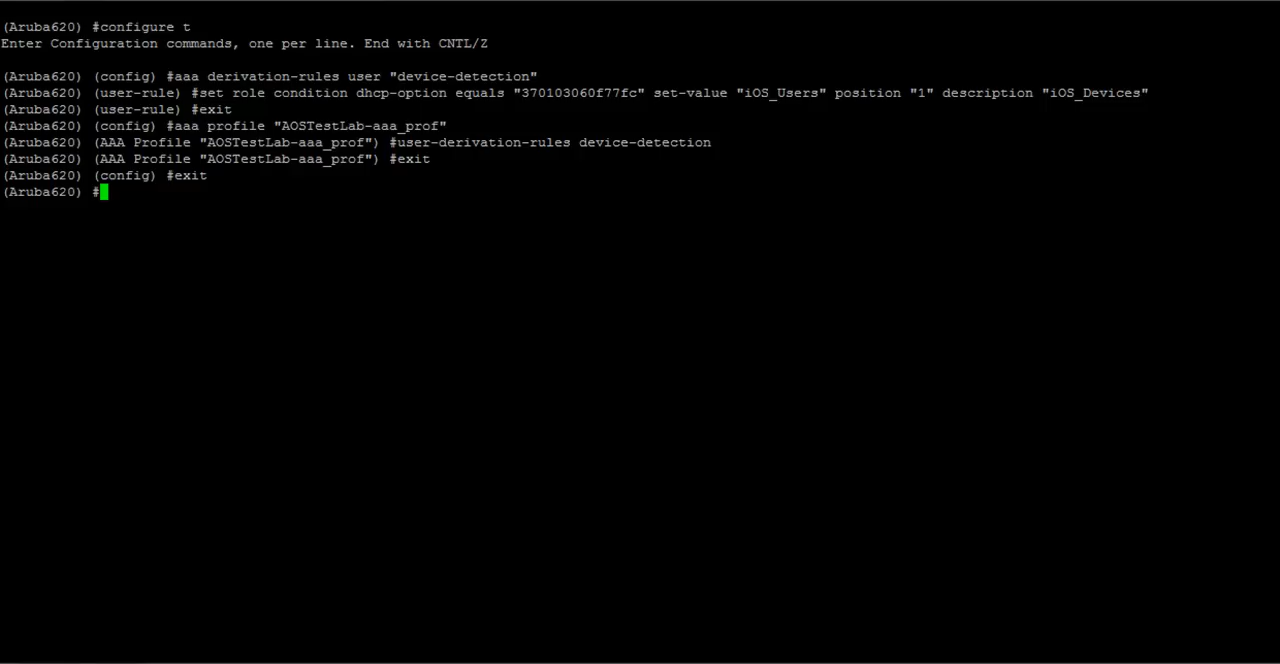 (Aruba620) #configure t
Enter Configuration commands, one per line. End with CNTL/Z
(Aruba620) (config) #aaa derivation-rules user "device-detection"
(Aruba620) (user-rule) #set role condition dhcp-option equals "370103060f77fc" set-value "iOS_Users" position "1" description "iOS_Devices"
(Aruba620) (user-rule) #exit
(Aruba620) (config) #aaa profile "AOSTestLab-aaa_prof"
(Aruba620) (AAA Profile "AOSTestLab-aaa_prof") #user-derivation-rules device-detection
(Aruba620) (AAA Profile "AOSTestLab-aaa_prof") #exit
(Aruba620) (config) #exit
(Aruba620) #